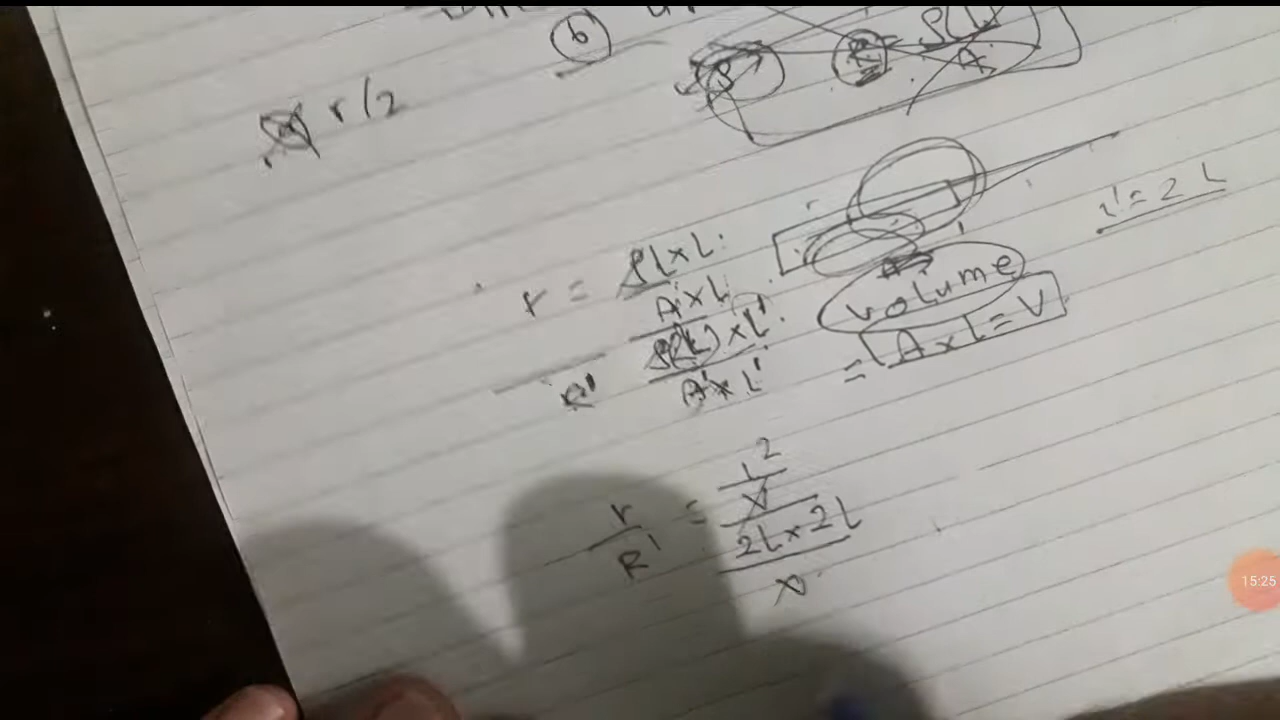 b
r/2
L' = 2L
r = ρL×L
A×L
ρ(L')×L'
R' A'×L'
volume
= A×L=V
r/R' = L²
V
2L×2L
V
15:25